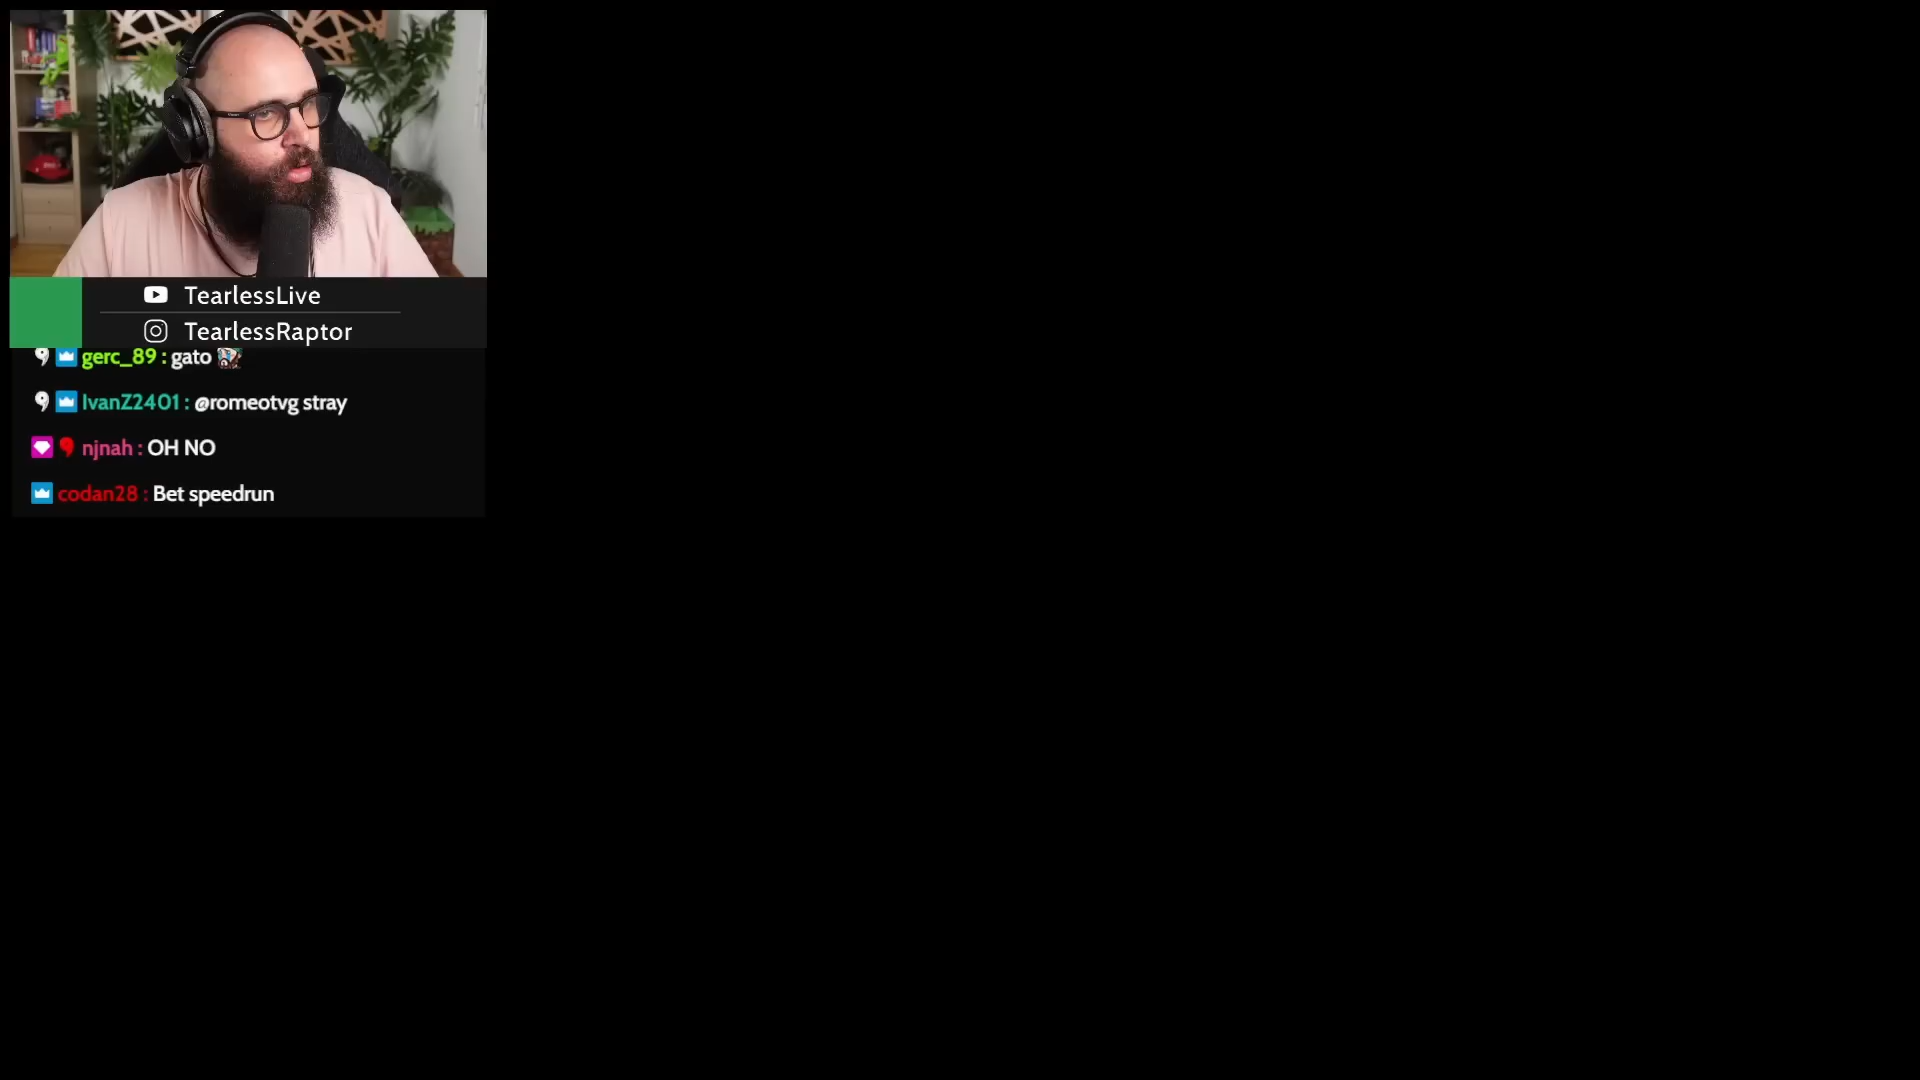 TearlessLive
TearlessRaptor
gerc_89 : gato
IvanZ2401 : @romeotvg stray
njnah : OH NO
codan28 : Bet speedrun